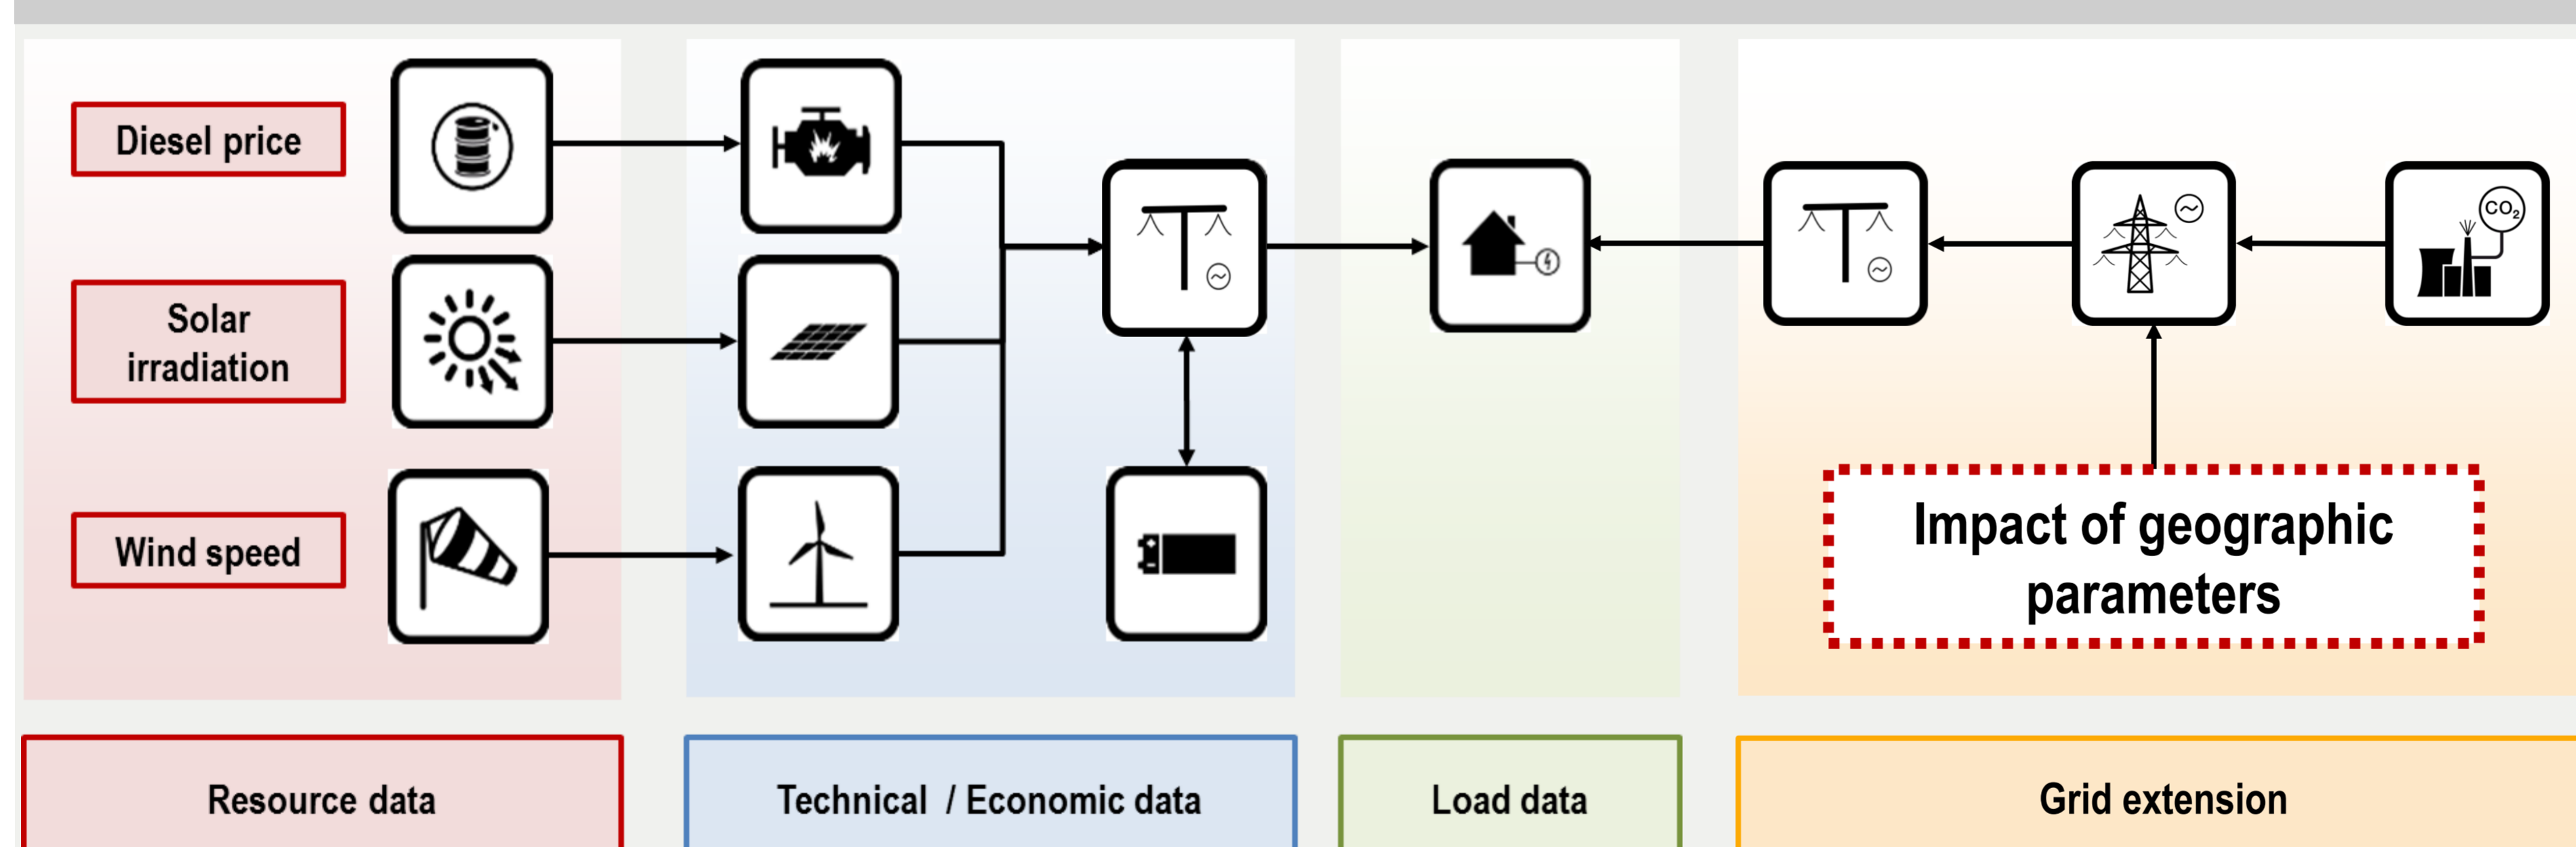 Diesel price
Solar
irradiation
Wind speed
CO₂
Impact of geographic
parameters
Resource data
Technical / Economic data
Load data
Grid extension